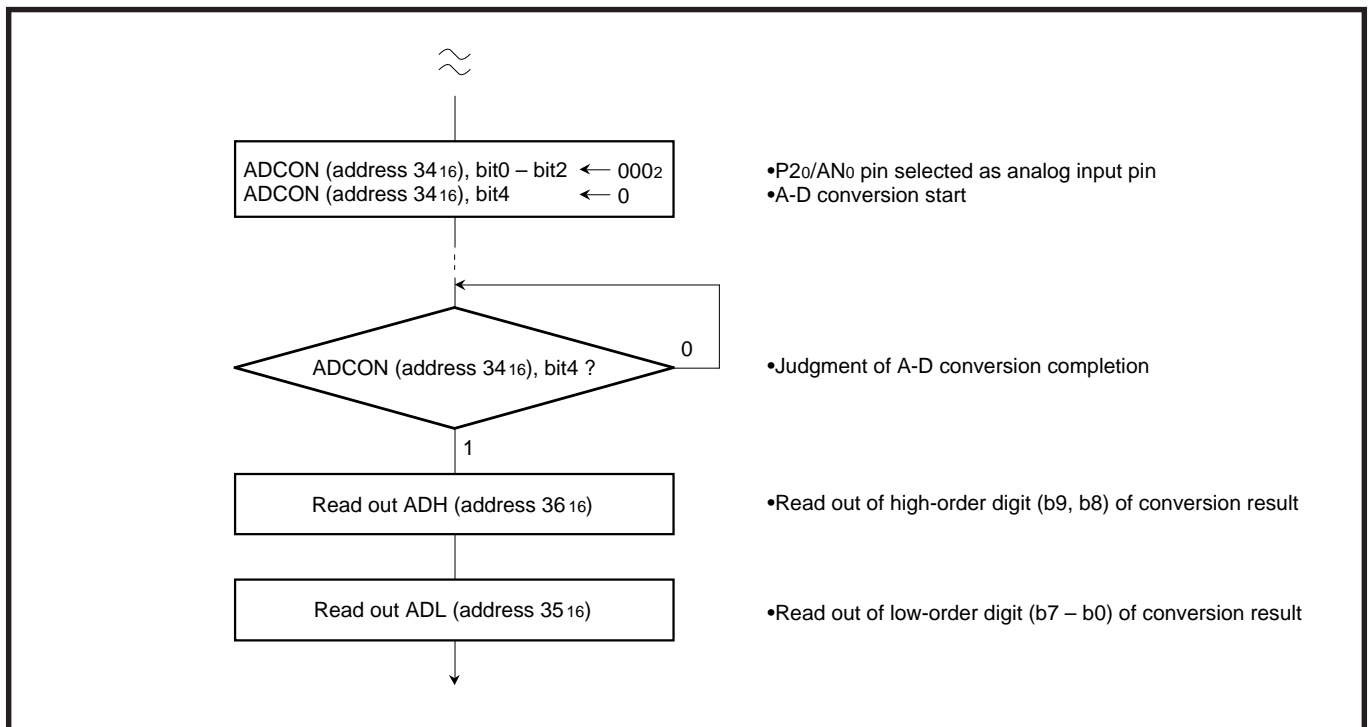 ADCON (address 34₁₆), bit0 – bit2 ← 000₂ •P2₀/AN₀ pin selected as analog input pin
ADCON (address 34₁₆), bit4 ← 0 •A-D conversion start
0
ADCON (address 34₁₆), bit4 ? •Judgment of A-D conversion completion
1
Read out ADH (address 36₁₆) •Read out of high-order digit (b9, b8) of conversion result
Read out ADL (address 35₁₆) •Read out of low-order digit (b7 – b0) of conversion result